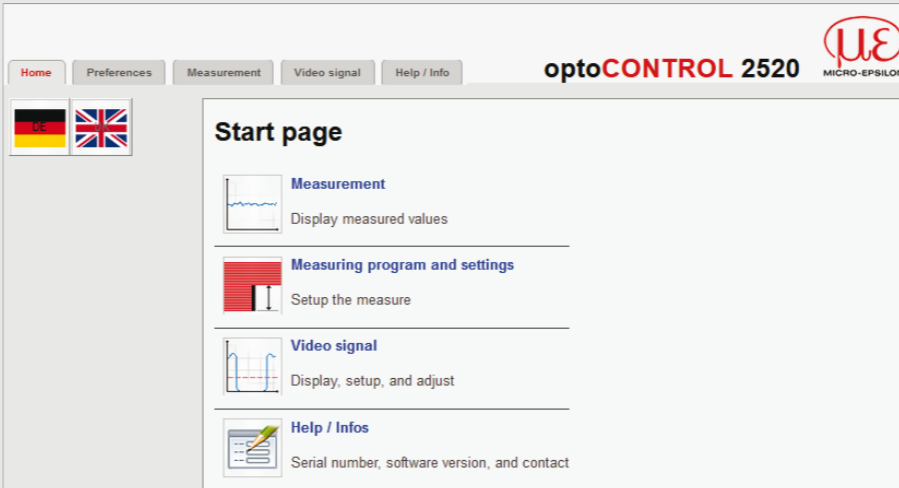 Home Preferences Measurement Video signal Help / Info
optoCONTROL 2520
µE
MICRO-EPSILON
DE UK
Start page
Measurement
Display measured values
Measuring program and settings
Setup the measure
Video signal
Display, setup, and adjust
Help / Infos
Serial number, software version, and contact